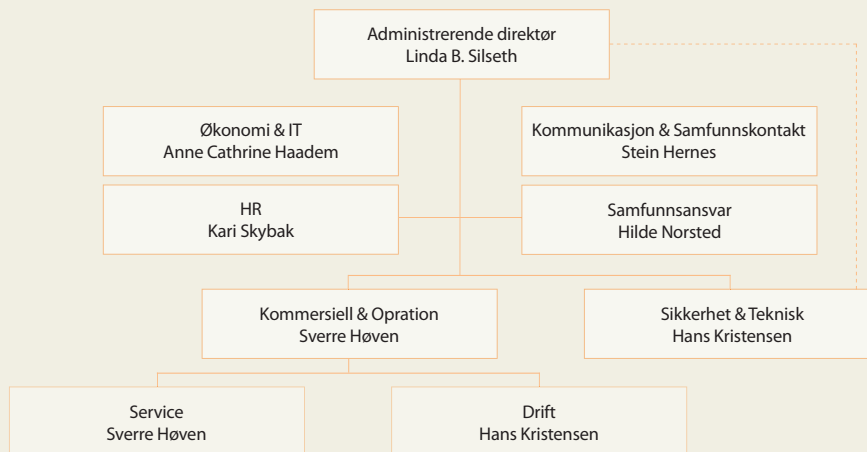 Administrerende direktør
Linda B. Silseth
Økonomi & IT
Anne Cathrine Haadem
Kommunikasjon & Samfunnskontakt
Stein Hernes
HR
Kari Skybak
Samfunnsansvar
Hilde Norsted
Kommersiell & Opration
Sverre Høven
Sikkerhet & Teknisk
Hans Kristensen
Service
Sverre Høven
Drift
Hans Kristensen